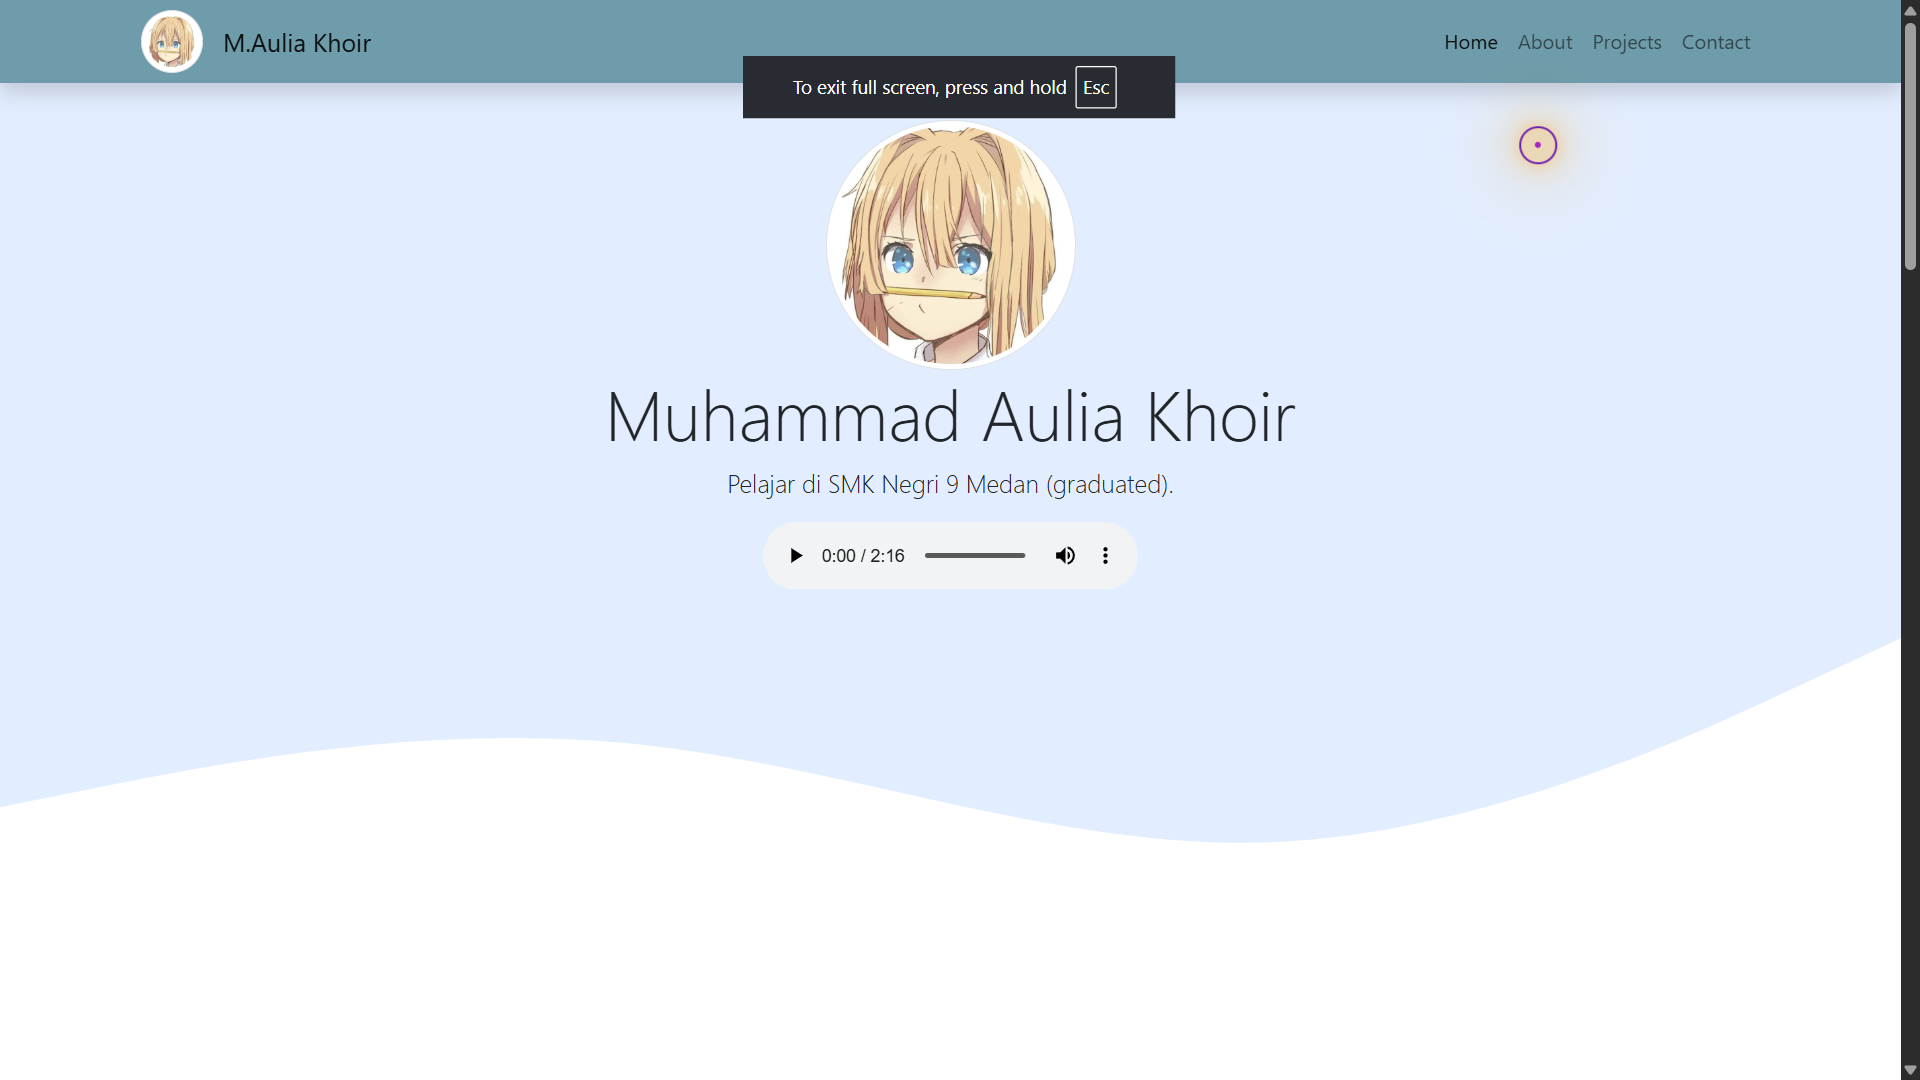 M.Aulia Khoir
Home About Projects Contact
To exit full screen, press and hold Esc
Muhammad Aulia Khoir
Pelajar di SMK Negri 9 Medan (graduated).
0:00 / 2:16